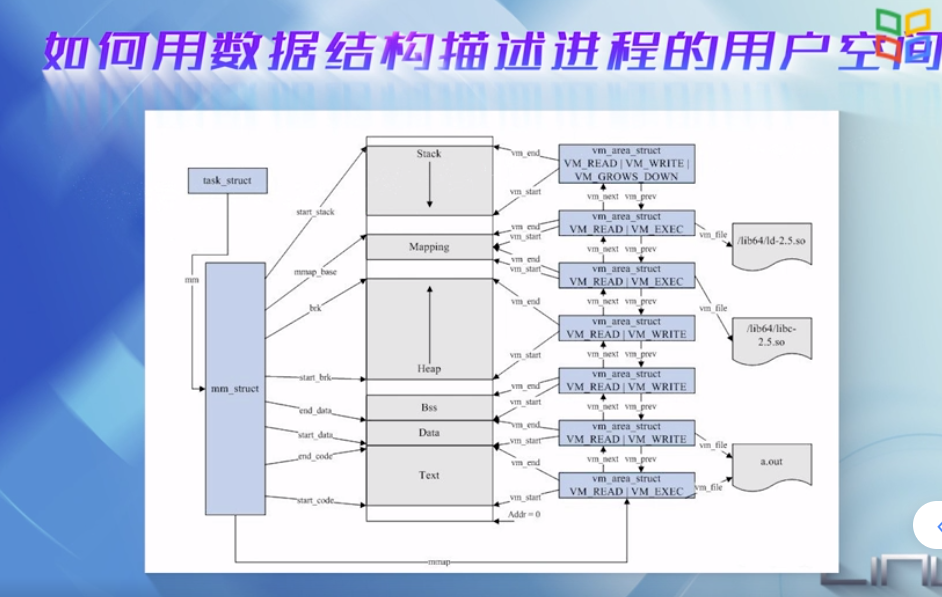 如何用数据结构描述进程的用户空间
task_struct
mm
mm_struct
start_stack
mmap_base
brk
start_brk
end_data
start_data
end_code
start_code
mmap
Stack
Mapping
Heap
Bss
Data
Text
Addr = 0
vm_end
vm_start
vm_area_struct
VM_READ | VM_WRITE |
VM_GROWS_DOWN
vm_next vm_prev
vm_end
vm_start
vm_area_struct
VM_READ | VM_EXEC
vm_file
/lib64/ld-2.5.so
vm_next vm_prev
vm_end
vm_start
vm_area_struct
VM_READ | VM_EXEC
vm_file
/lib64/libc-
2.5.so
vm_next vm_prev
vm_end
vm_start
vm_area_struct
VM_READ | VM_WRITE
vm_next vm_prev
vm_end
vm_start
vm_area_struct
VM_READ | VM_WRITE
vm_next vm_prev
vm_end
vm_start
vm_area_struct
VM_READ | VM_WRITE
vm_file
a.out
vm_next vm_prev
vm_end
vm_start
vm_area_struct
VM_READ | VM_EXEC
vm_file